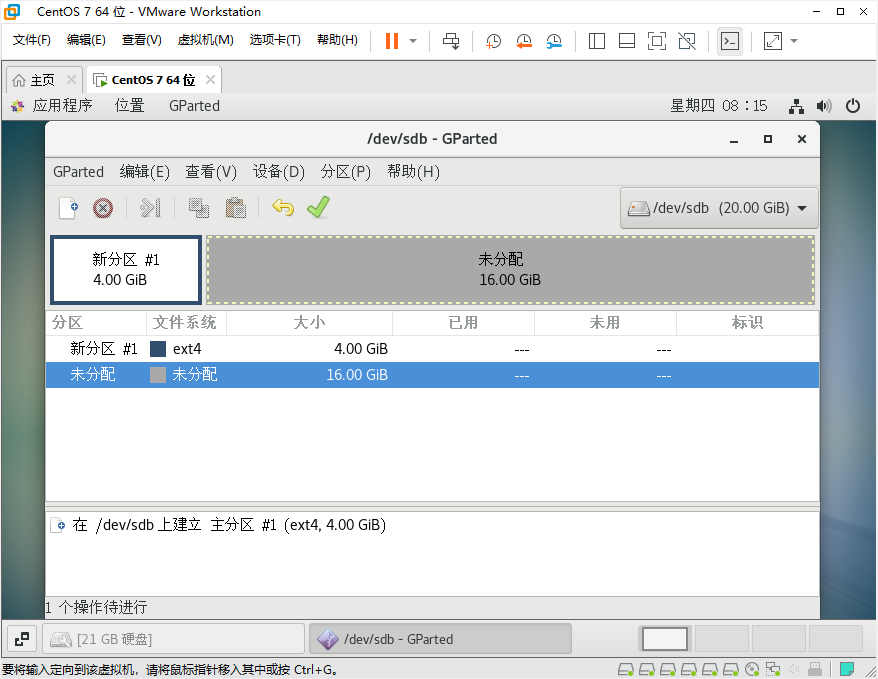 CentOS 7 64 位 - VMware Workstation
文件(F) 编辑(E) 查看(V) 虚拟机(M) 选项卡(T) 帮助(H)
主页 CentOS 7 64 位
应用程序 位置 GParted 星期四 08：15
/dev/sdb - GParted
GParted 编辑(E) 查看(V) 设备(D) 分区(P) 帮助(H)
/dev/sdb (20.00 GiB)
新分区 #1
4.00 GiB
未分配
16.00 GiB
分区 文件系统 大小 已用 未用 标识
新分区 #1 ext4 4.00 GiB --- ---
未分配 未分配 16.00 GiB --- ---
在 /dev/sdb 上建立 主分区 #1 (ext4, 4.00 GiB)
1 个操作待进行
[21 GB 硬盘] /dev/sdb - GParted
要将输入定向到该虚拟机，请将鼠标指针移入其中或按 Ctrl+G。